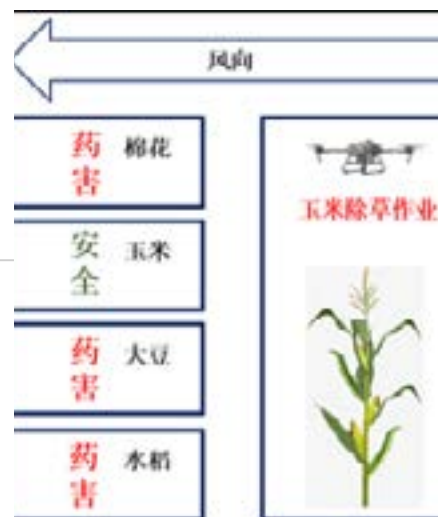 风向
药害 棉花
安全 玉米
药害 大豆
药害 水稻
玉米除草作业